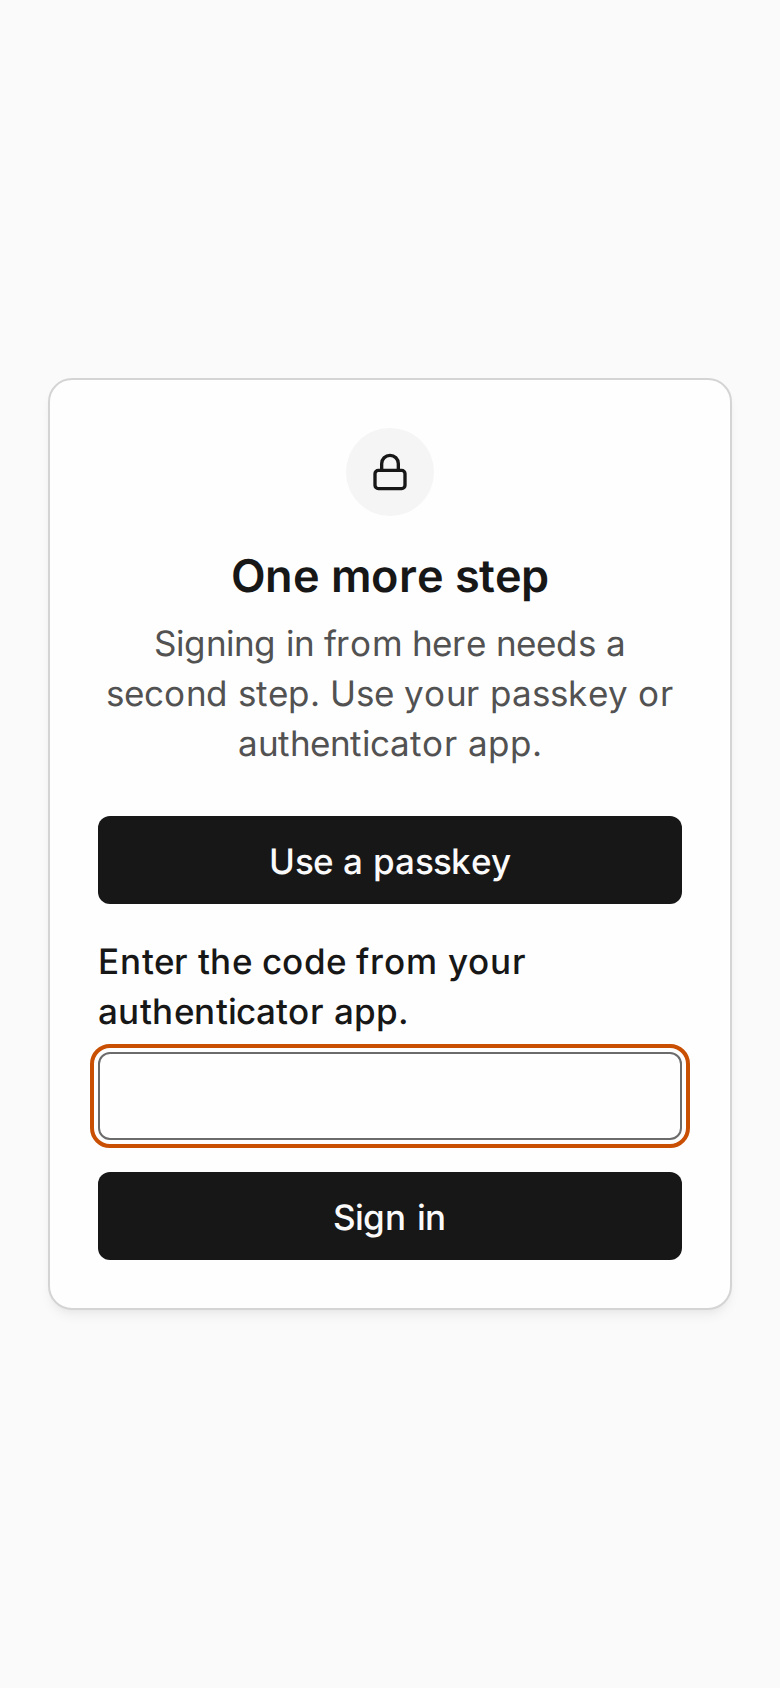 One more step
Signing in from here needs a
second step. Use your passkey or
authenticator app.
Use a passkey
Enter the code from your
authenticator app.
Sign in